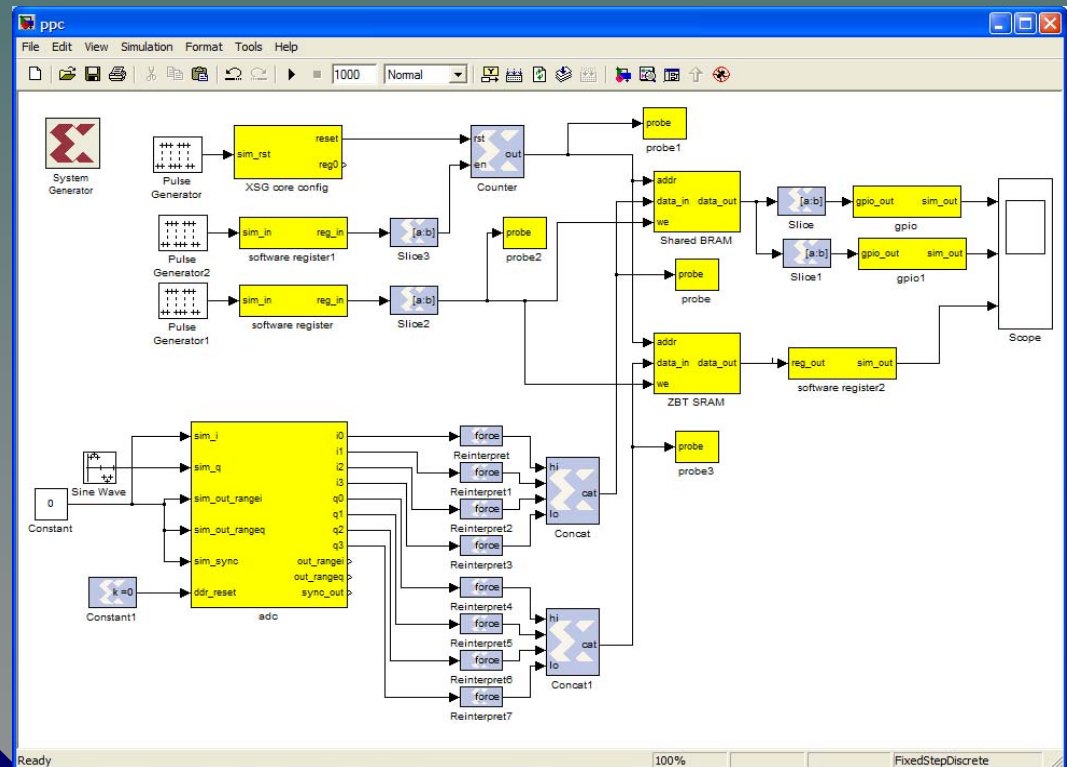 ppc
File Edit View Simulation Format Tools Help
1000 Normal
System
Generator
Pulse
Generator
sim_rst
reset
reg0
XSG core config
rst
en
out
Counter
probe
probe1
Pulse
Generator2
sim_in reg_in
software register1
[a:b]
Slice3
probe
probe2
Pulse
Generator1
sim_in reg_in
software register
[a:b]
Slice2
addr
data_in data_out
we
Shared BRAM
[a:b]
Slice
gpio_out sim_out
gpio
[a:b]
Slice1
gpio_out sim_out
gpio1
Scope
probe
probe
addr
data_in data_out
we
ZBT SRAM
reg_out sim_out
software register2
probe
probe3
Sine Wave
0
Constant
k =0
Constant1
sim_i
sim_q
sim_out_rangei
sim_out_rangeq
sim_sync
ddr_reset
i0
i1
i2
i3
q0
q1
q2
q3
out_rangei
out_rangeq
sync_out
adc
force
Reinterpret
force
Reinterpret1
force
Reinterpret2
force
Reinterpret3
hi
cat
lo
Concat
force
Reinterpret4
force
Reinterpret5
force
Reinterpret6
force
Reinterpret7
hi
cat
lo
Concat1
Ready 100% FixedStepDiscrete